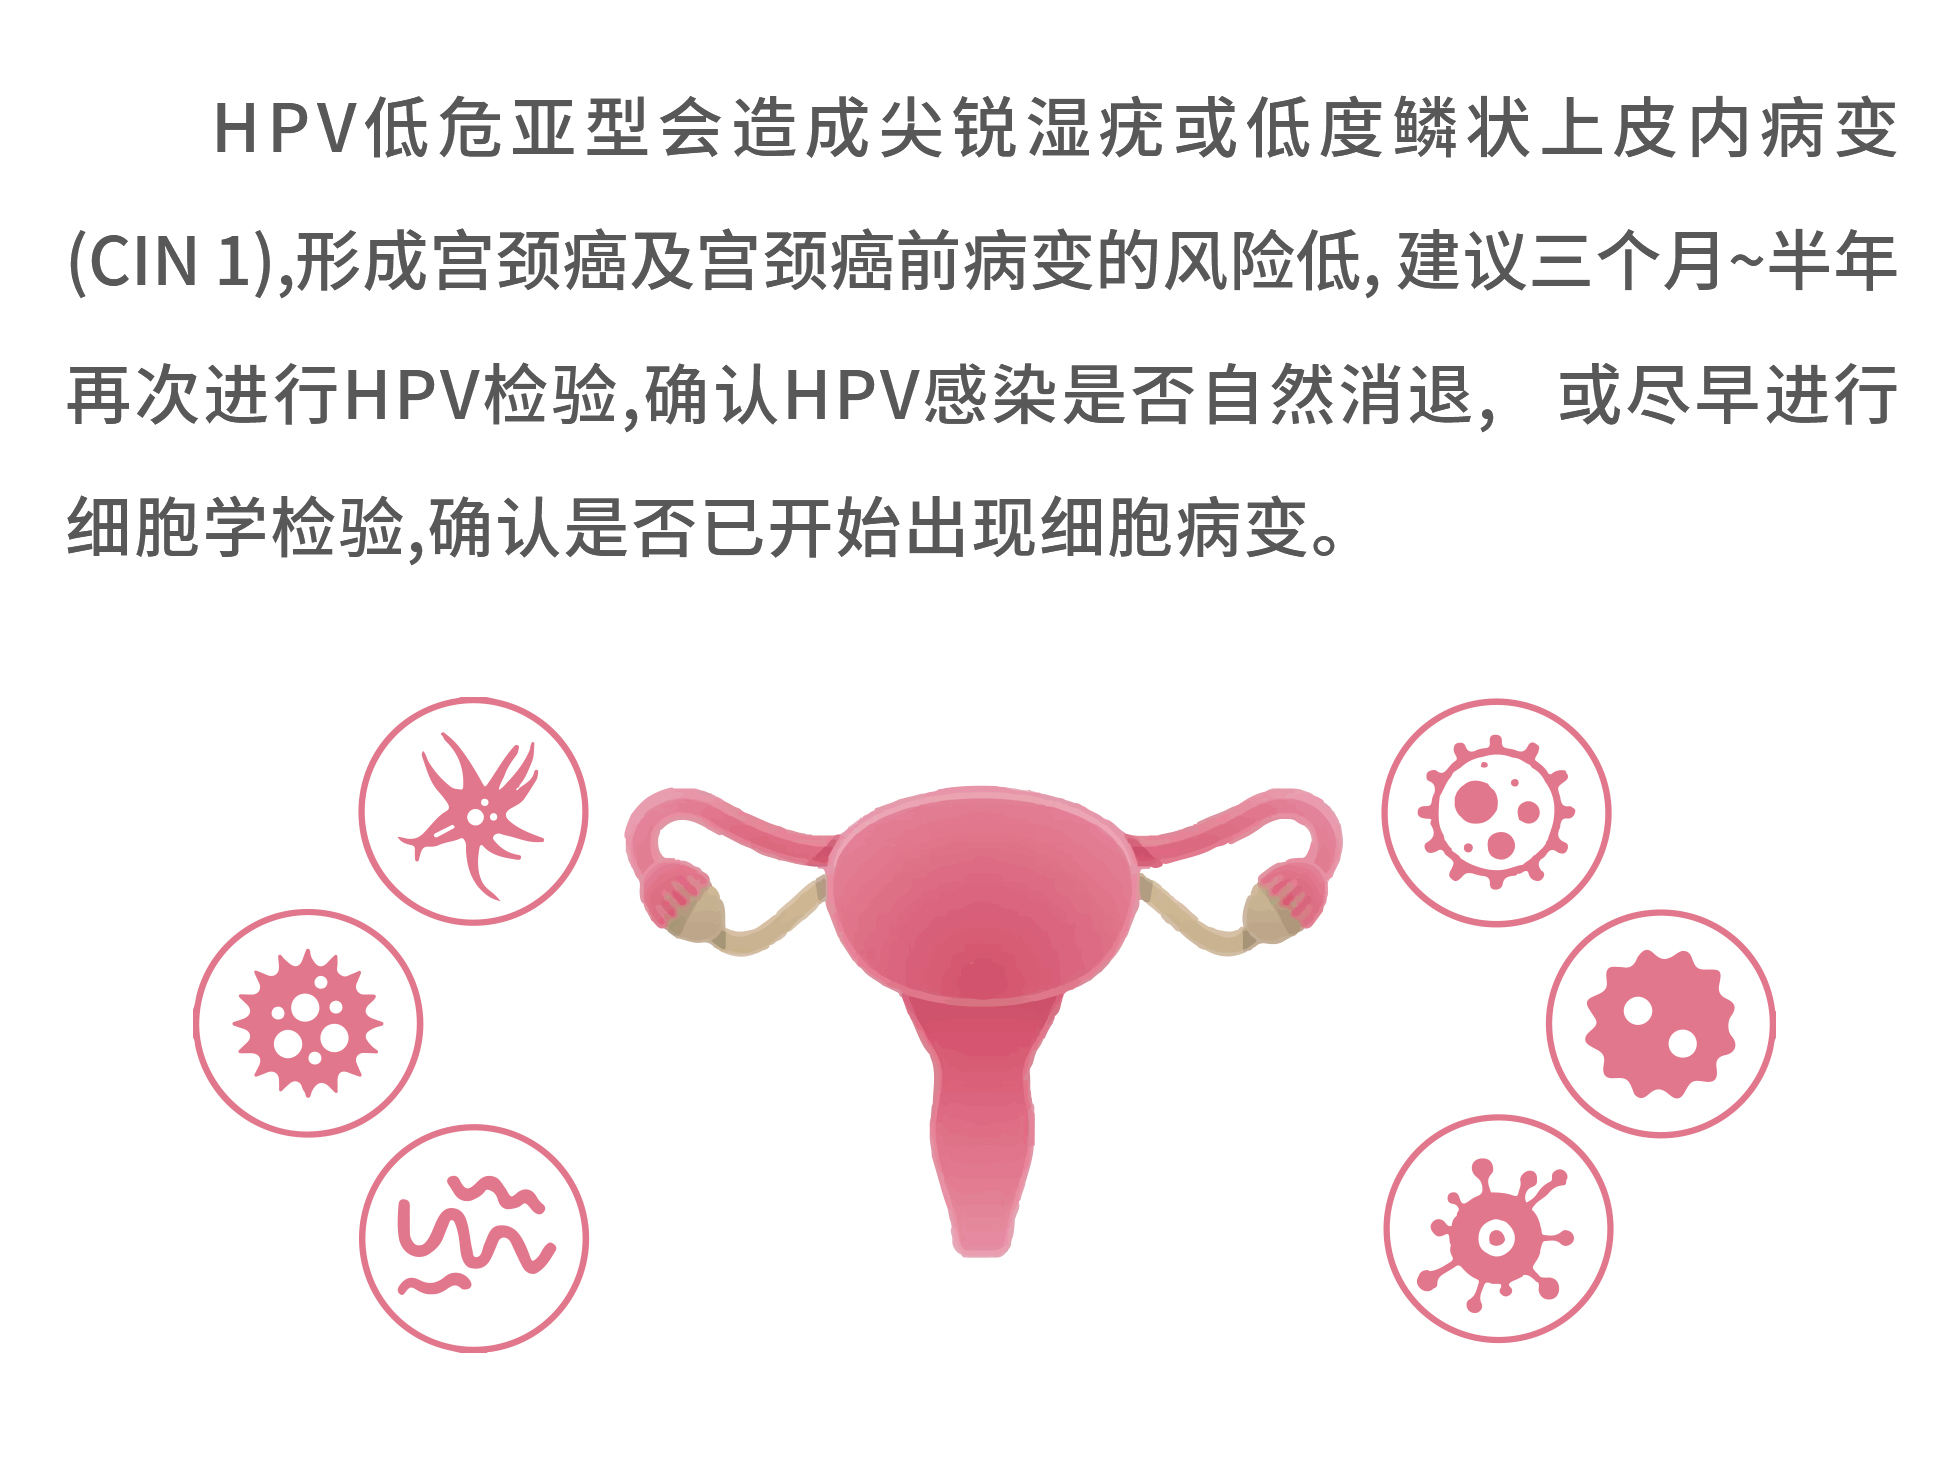 HPV低危亚型会造成尖锐湿疣或低度鳞状上皮内病变
(CIN 1),形成宫颈癌及宫颈癌前病变的风险低, 建议三个月~半年
再次进行HPV检验,确认HPV感染是否自然消退， 或尽早进行
细胞学检验,确认是否已开始出现细胞病变。